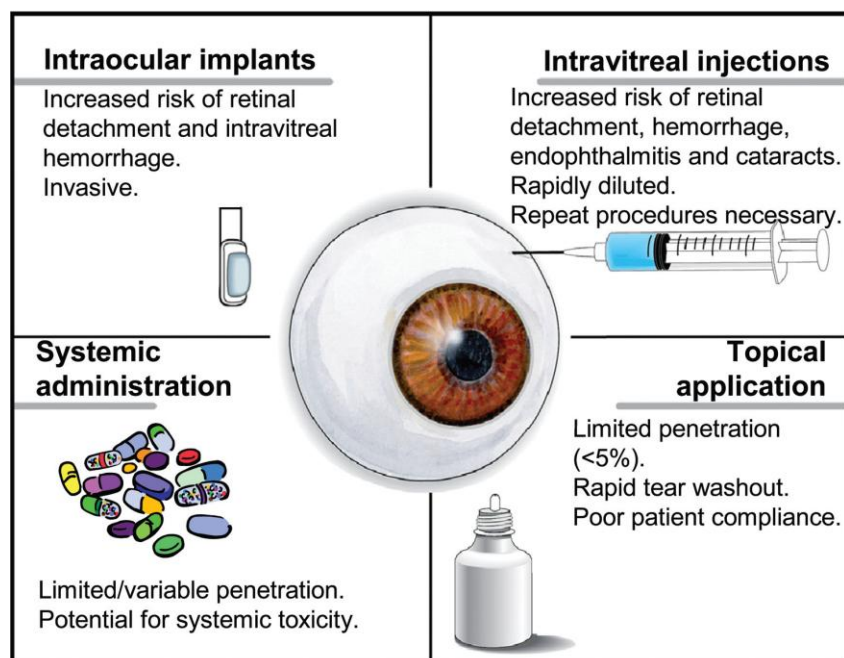 Intraocular implants
Increased risk of retinal
detachment and intravitreal
hemorrhage.
Invasive.
Intravitreal injections
Increased risk of retinal
detachment, hemorrhage,
endophthalmitis and cataracts.
Rapidly diluted.
Repeat procedures necessary.
Systemic
administration
Limited/variable penetration.
Potential for systemic toxicity.
Topical
application
Limited penetration
(<5%).
Rapid tear washout.
Poor patient compliance.